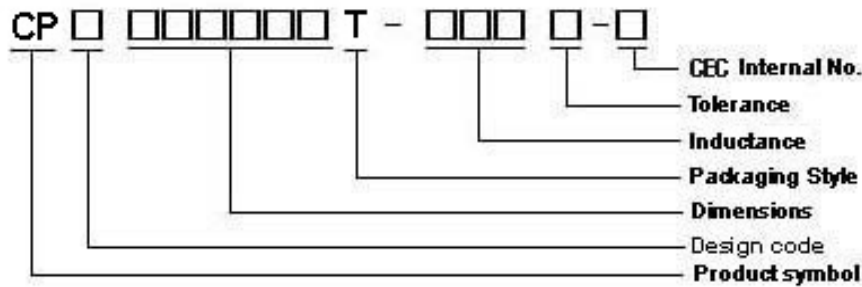 CP □ □□□□□□ T - □□□ □-□
CEC Internal No.
Tolerance
Inductance
Packaging Style
Dimensions
Design code
Product symbol